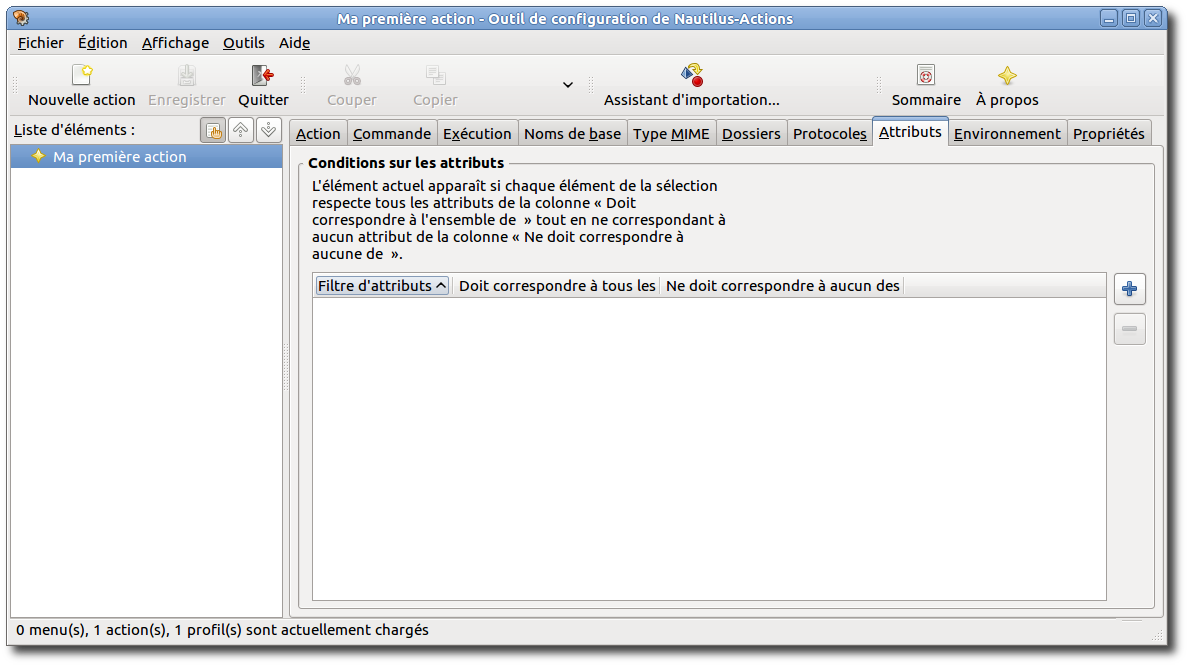 Ma première action - Outil de configuration de Nautilus-Actions
Fichier Édition Affichage Outils Aide
Nouvelle action Enregistrer Quitter Couper Copier Assistant d'importation... Sommaire À propos
Liste d'éléments :
Action Commande Exécution Noms de base Type MIME Dossiers Protocoles Attributs Environnement Propriétés
Ma première action
Conditions sur les attributs
L'élément actuel apparaît si chaque élément de la sélection
respecte tous les attributs de la colonne « Doit
correspondre à l'ensemble de  » tout en ne correspondant à
aucun attribut de la colonne « Ne doit correspondre à
aucune de  ».
Filtre d'attributs Doit correspondre à tous les Ne doit correspondre à aucun des
0 menu(s), 1 action(s), 1 profil(s) sont actuellement chargés